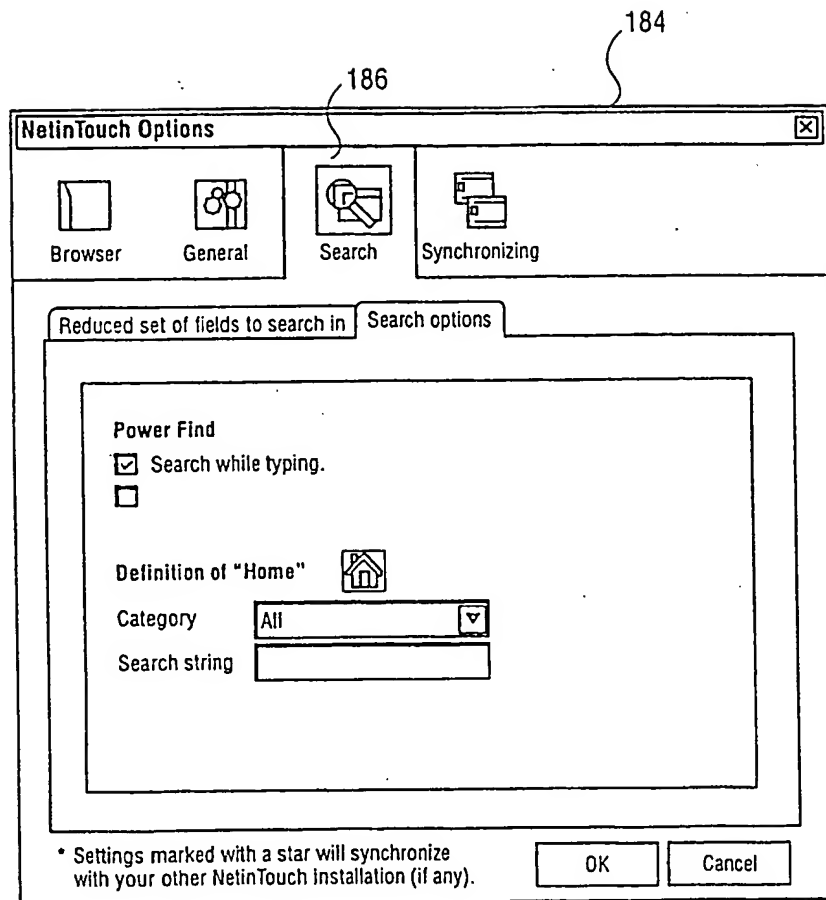 184
186
NetinTouch Options
Browser General Search Synchronizing
Reduced set of fields to search in Search options
Power Find
Search while typing.
Definition of "Home"
Category All
Search string
* Settings marked with a star will synchronize
with your other NetinTouch installation (if any).
OK Cancel